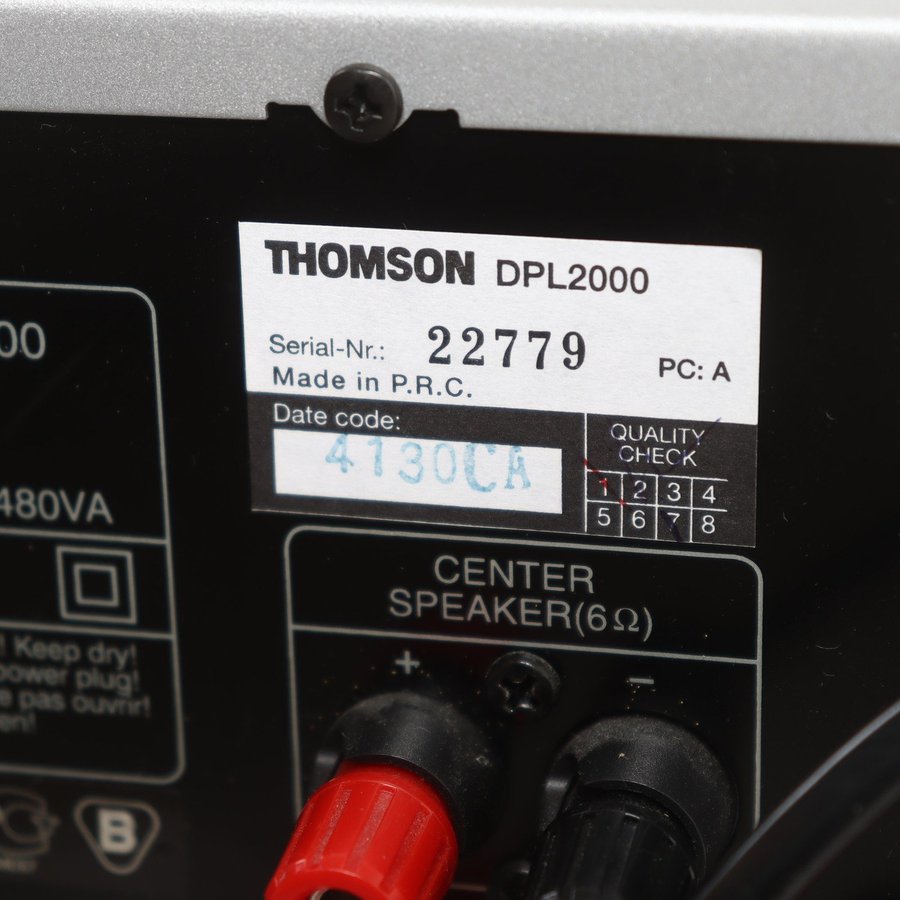 THOMSON DPL2000
Serial-Nr.: 22779 PC: A
Made in P.R.C.
Date code:
4130CA
QUALITY
CHECK
1 2 3 4
5 6 7 8
00
480VA
! Keep dry!
power plug!
e pas ouvrir!
en!
B
CENTER
SPEAKER(6Ω)
+ −